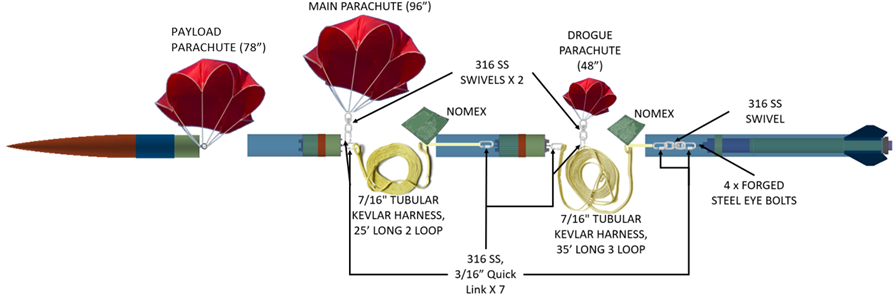 MAIN PARACHUTE (96”)
PAYLOAD
PARACHUTE (78”)
DROGUE
PARACHUTE
(48”)
316 SS
SWIVELS X 2
NOMEX
NOMEX
316 SS
SWIVEL
7/16" TUBULAR
KEVLAR HARNESS,
25’ LONG 2 LOOP
7/16" TUBULAR
KEVLAR HARNESS,
35’ LONG 3 LOOP
4 x FORGED
STEEL EYE BOLTS
316 SS,
3/16” Quick
Link X 7